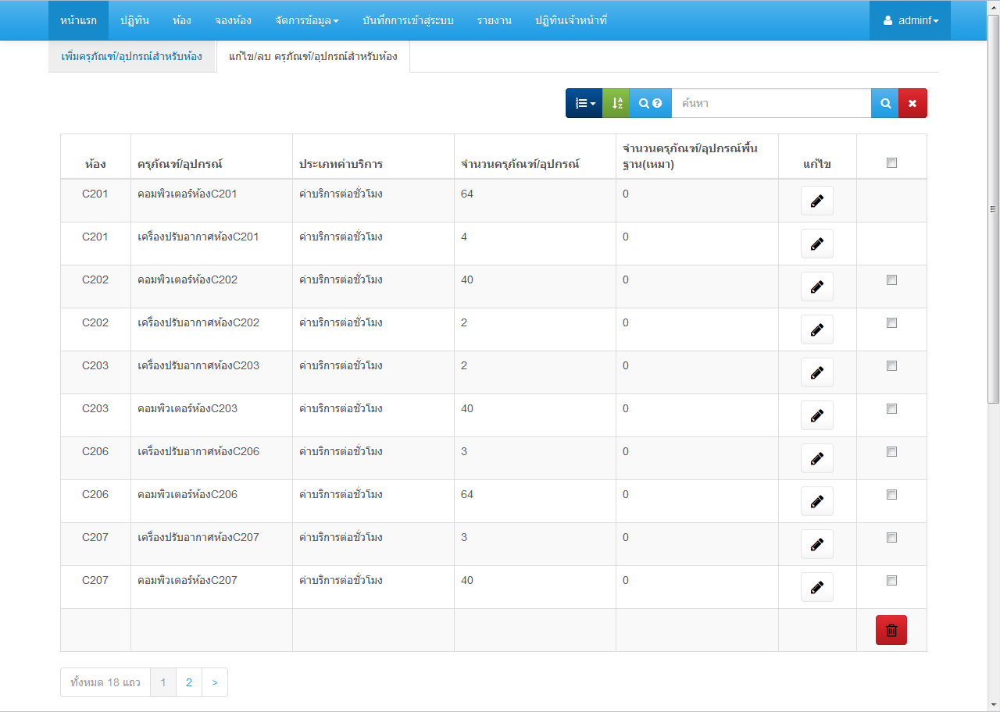 หน้าแรก ปฏิทิน ห้อง จองห้อง จัดการข้อมูล บันทึกการเข้าสู่ระบบ รายงาน ปฏิทินเจ้าหน้าที่ adminf
เพิ่มครุภัณฑ์/อุปกรณ์สำหรับห้อง แก้ไข/ลบ ครุภัณฑ์/อุปกรณ์สำหรับห้อง
ค้นหา
ห้อง ครุภัณฑ์/อุปกรณ์ ประเภทค่าบริการ จำนวนครุภัณฑ์/อุปกรณ์ จำนวนครุภัณฑ์/อุปกรณ์พื้น
ฐาน(เหมา) แก้ไข
C201 คอมพิวเตอร์ห้องC201 ค่าบริการต่อชั่วโมง 64 0
C201 เครื่องปรับอากาศห้องC201 ค่าบริการต่อชั่วโมง 4 0
C202 คอมพิวเตอร์ห้องC202 ค่าบริการต่อชั่วโมง 40 0
C202 เครื่องปรับอากาศห้องC202 ค่าบริการต่อชั่วโมง 2 0
C203 เครื่องปรับอากาศห้องC203 ค่าบริการต่อชั่วโมง 2 0
C203 คอมพิวเตอร์ห้องC203 ค่าบริการต่อชั่วโมง 40 0
C206 เครื่องปรับอากาศห้องC206 ค่าบริการต่อชั่วโมง 3 0
C206 คอมพิวเตอร์ห้องC206 ค่าบริการต่อชั่วโมง 64 0
C207 เครื่องปรับอากาศห้องC207 ค่าบริการต่อชั่วโมง 3 0
C207 คอมพิวเตอร์ห้องC207 ค่าบริการต่อชั่วโมง 40 0
ทั้งหมด 18 แถว 1 2 >